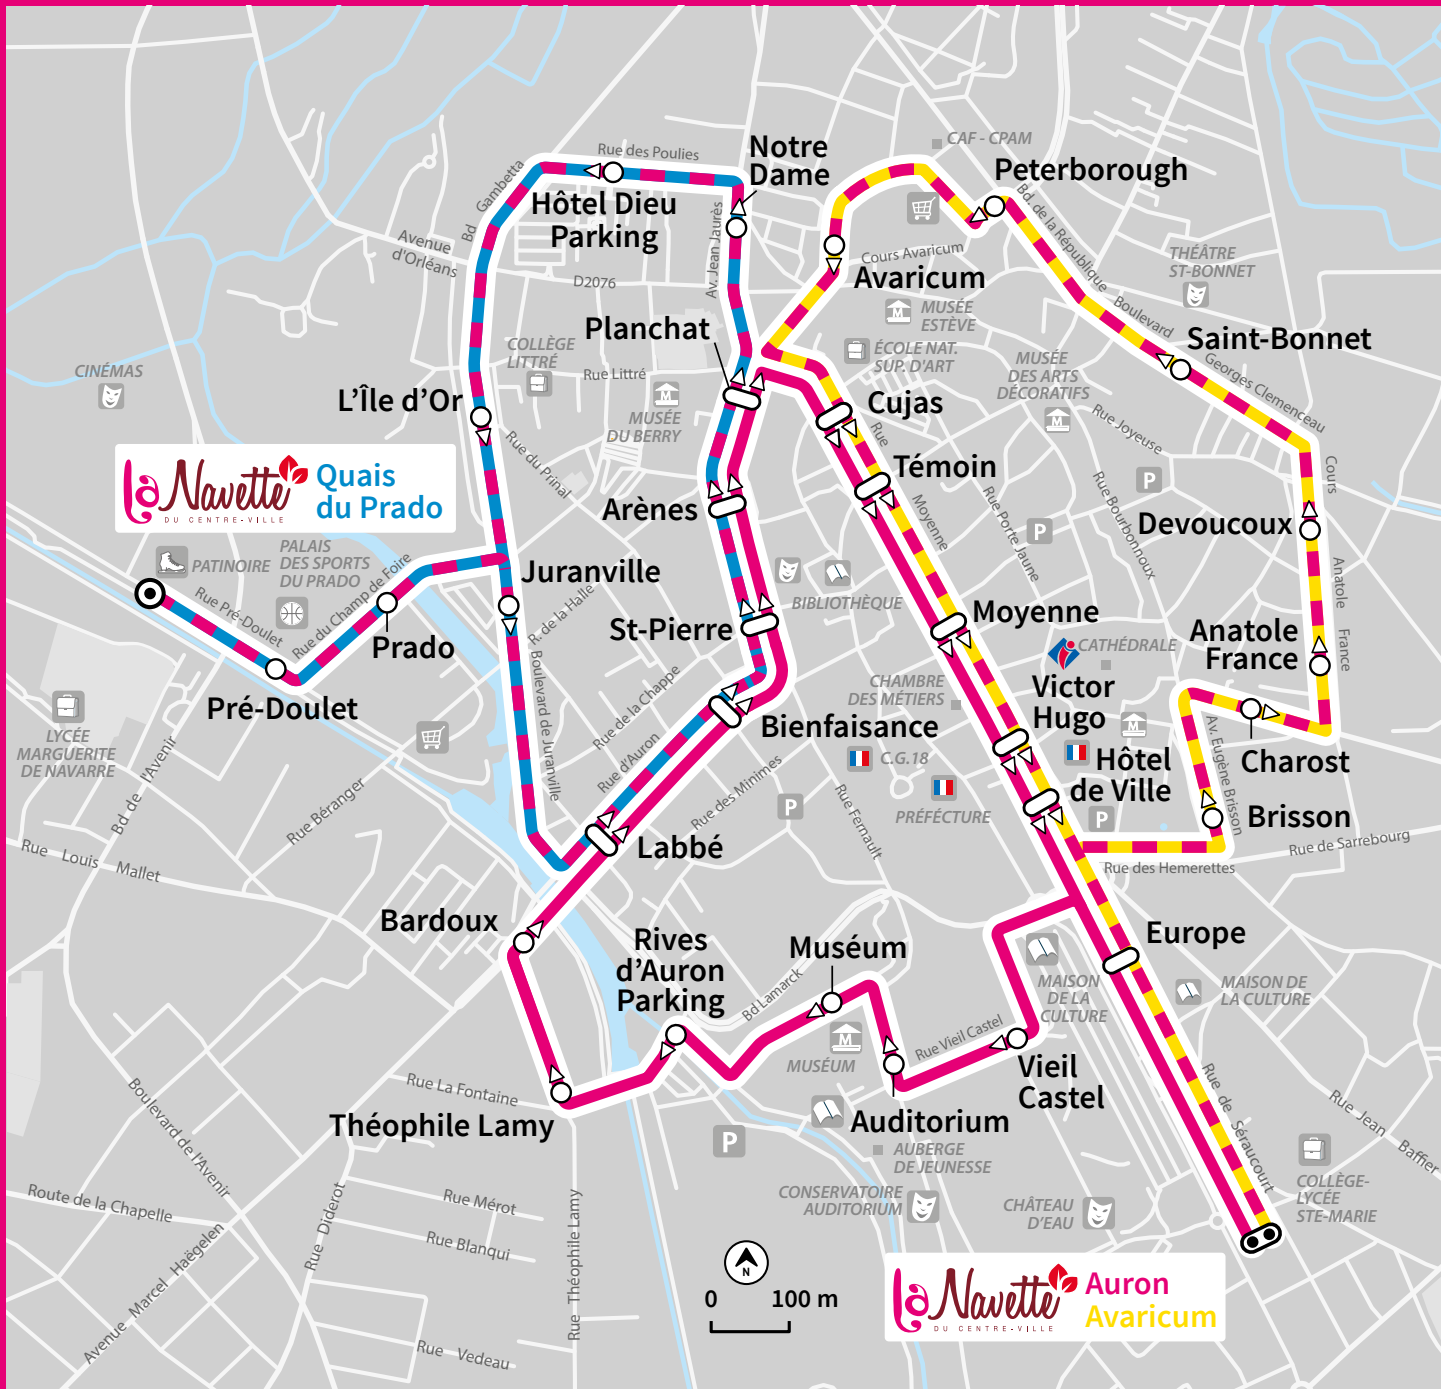 CAF - CPAM
Notre
Dame
Peterborough
Rue des Poulies
Bd Gambetta
Hôtel Dieu
Parking
Avenue
d'Orléans
Av. Jean Jaurès
D2076
Cours Avaricum
Avaricum
Bd. de la République
THÉÂTRE
ST-BONNET
Boulevard
Georges Clemenceau
Saint-Bonnet
MUSÉE
ESTÈVE
Planchat
COLLÈGE
LITTRÉ
Rue Littré
ÉCOLE NAT.
SUP. D'ART
MUSÉE
DES ARTS
DÉCORATIFS
CINÉMAS
L'Île d'Or
MUSÉE
DU BERRY
Cujas
Rue
Moyenne
Rue Joyeuse
Rue du Prinal
Témoin
la Navette
DU CENTRE-VILLE
Quais
du Prado
Arènes
Rue Porte Jaune
Rue Bourbonnoux
P
P
Cours
Anatole
France
Devoucoux
PATINOIRE
PALAIS
DES SPORTS
DU PRADO
Rue Pré-Doulet
Rue du Champ de Foire
Juranville
R. de la Halle
BIBLIOTHÈQUE
Prado
St-Pierre
Moyenne
CATHÉDRALE
Anatole
France
Pré-Doulet
Boulevard de Juranville
Rue de la Chappe
Rue d'Auron
CHAMBRE
DES MÉTIERS
Victor
Hugo
Bienfaisance
C.G.18
LYCÉE
MARGUERITE
DE NAVARRE
Bd. de l'Avenir
Rue Béranger
Rue des Minimes
P
Rue Fernault
PRÉFÉCTURE
Hôtel
de Ville
P
Av. Eugène Brisson
Charost
Brisson
Rue de Sarrebourg
Rue des Hemerettes
Rue Louis Mallet
Labbé
Bardoux
Rives
d'Auron
Parking
Bd Lamarck
Muséum
MUSÉUM
Europe
MAISON
DE LA
CULTURE
MAISON DE
LA CULTURE
Rue Vieil Castel
Vieil
Castel
Rue La Fontaine
Théophile Lamy
P
Auditorium
AUBERGE
DE JEUNESSE
CONSERVATOIRE
AUDITORIUM
CHÂTEAU
D'EAU
Rue de Séraucourt
Rue Jean Baffier
COLLÈGE-
LYCÉE
STE-MARIE
Boulevard de l'Avenir
Route de la Chapelle
Rue Diderot
Rue Mérot
Rue Blanqui
Rue Théophile Lamy
Avenue Marcel Haëgelen
Rue Vedeau
N
0 100 m
la Navette
DU CENTRE-VILLE
Auron
Avaricum